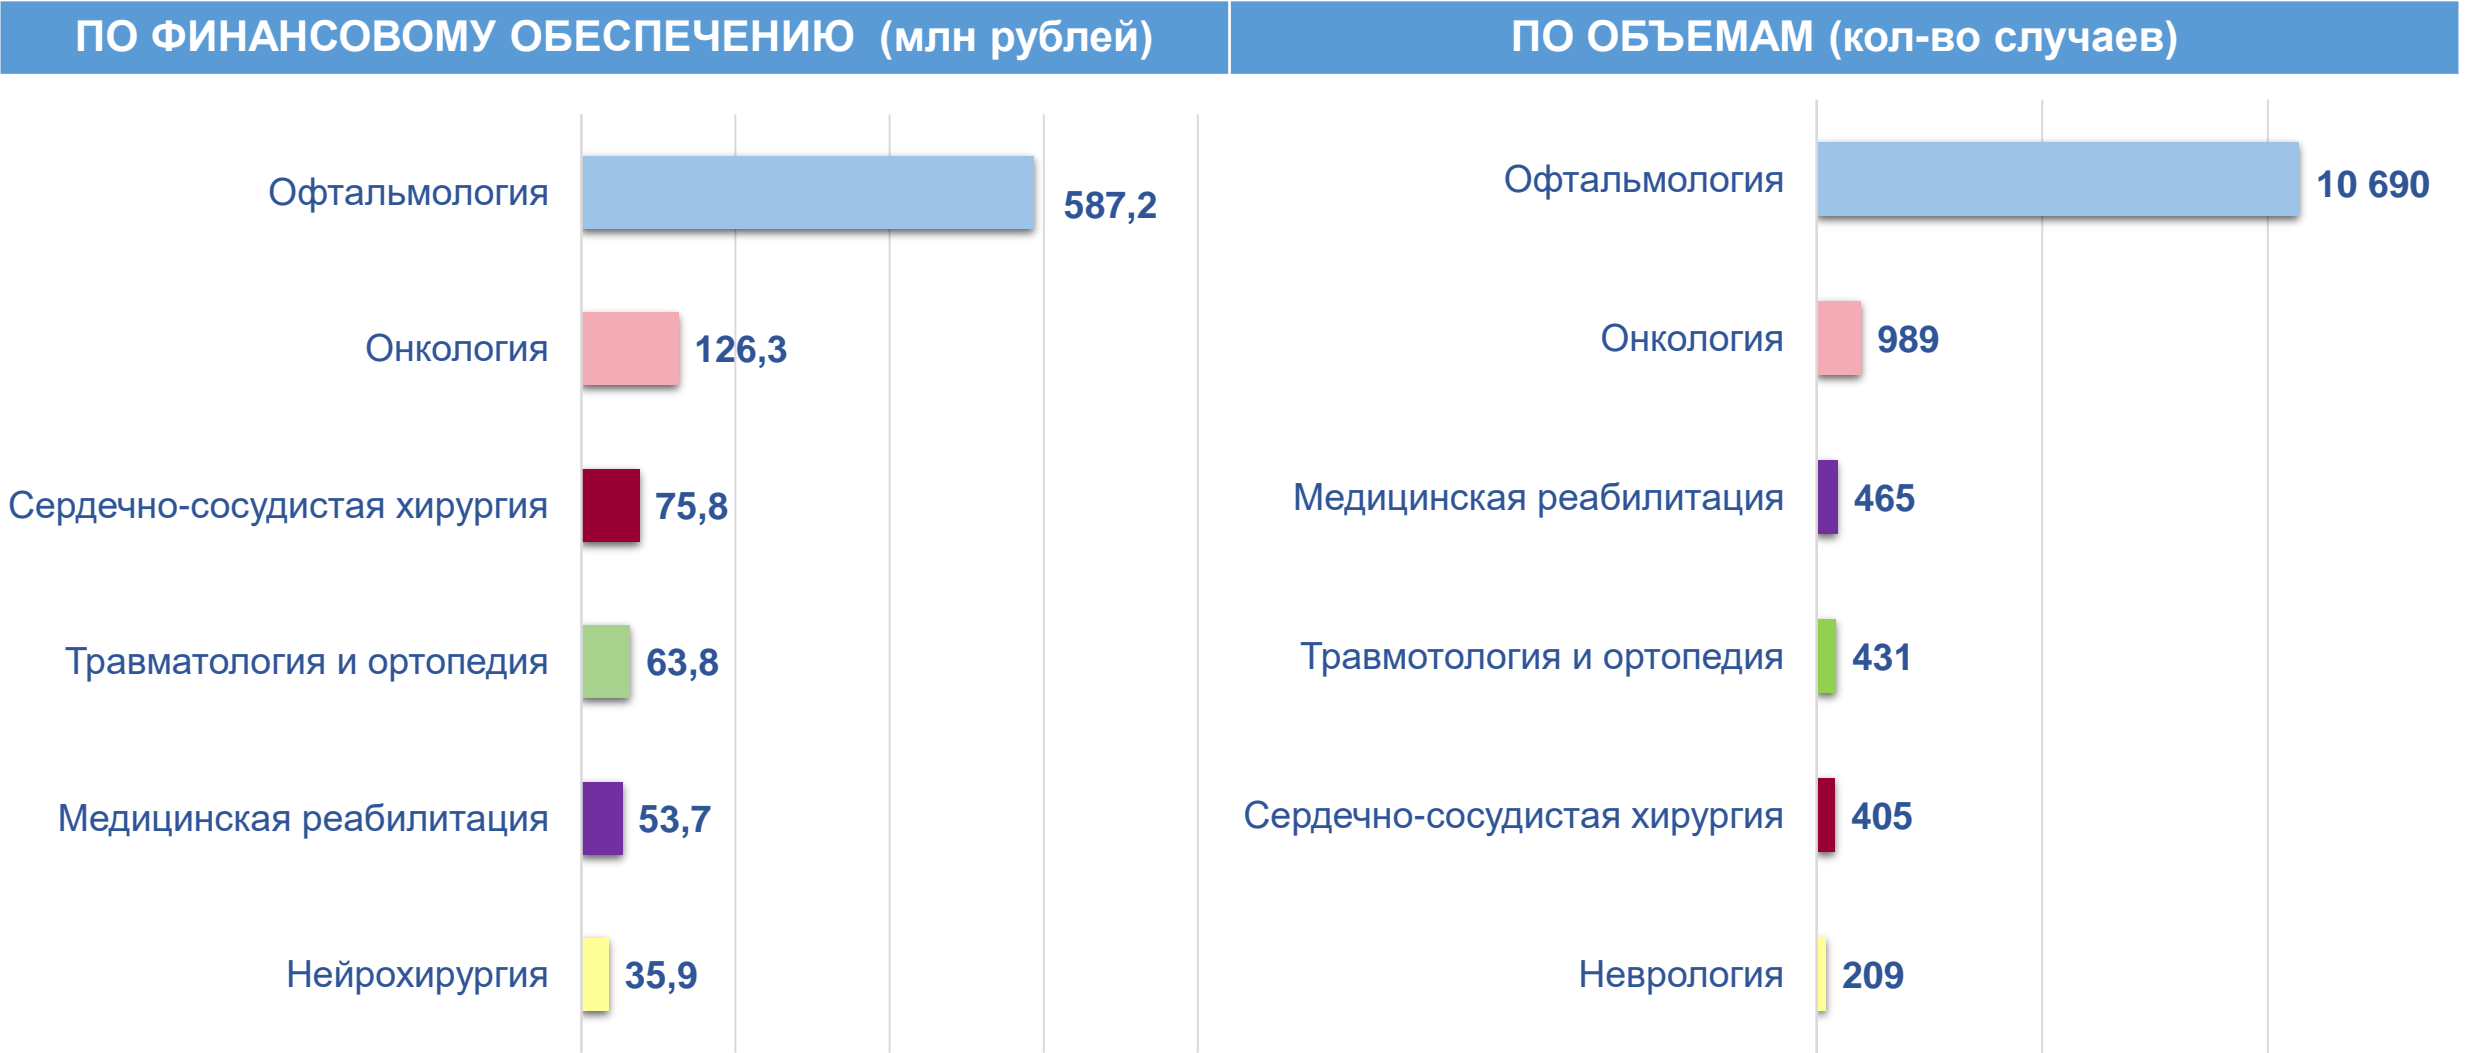 ПО ФИНАНСОВОМУ ОБЕСПЕЧЕНИЮ (млн рублей)
Офтальмология 587,2
Онкология 126,3
Сердечно-сосудистая хирургия 75,8
Травматология и ортопедия 63,8
Медицинская реабилитация 53,7
Нейрохирургия 35,9
ПО ОБЪЕМАМ (кол-во случаев)
Офтальмология 10 690
Онкология 989
Медицинская реабилитация 465
Травмотология и ортопедия 431
Сердечно-сосудистая хирургия 405
Неврология 209